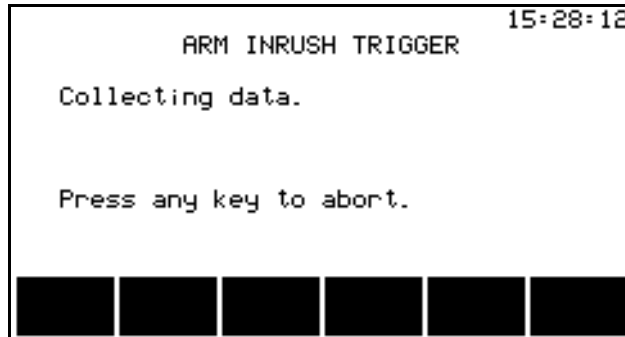 15:28:12
ARM INRUSH TRIGGER
Collecting data.
Press any key to abort.